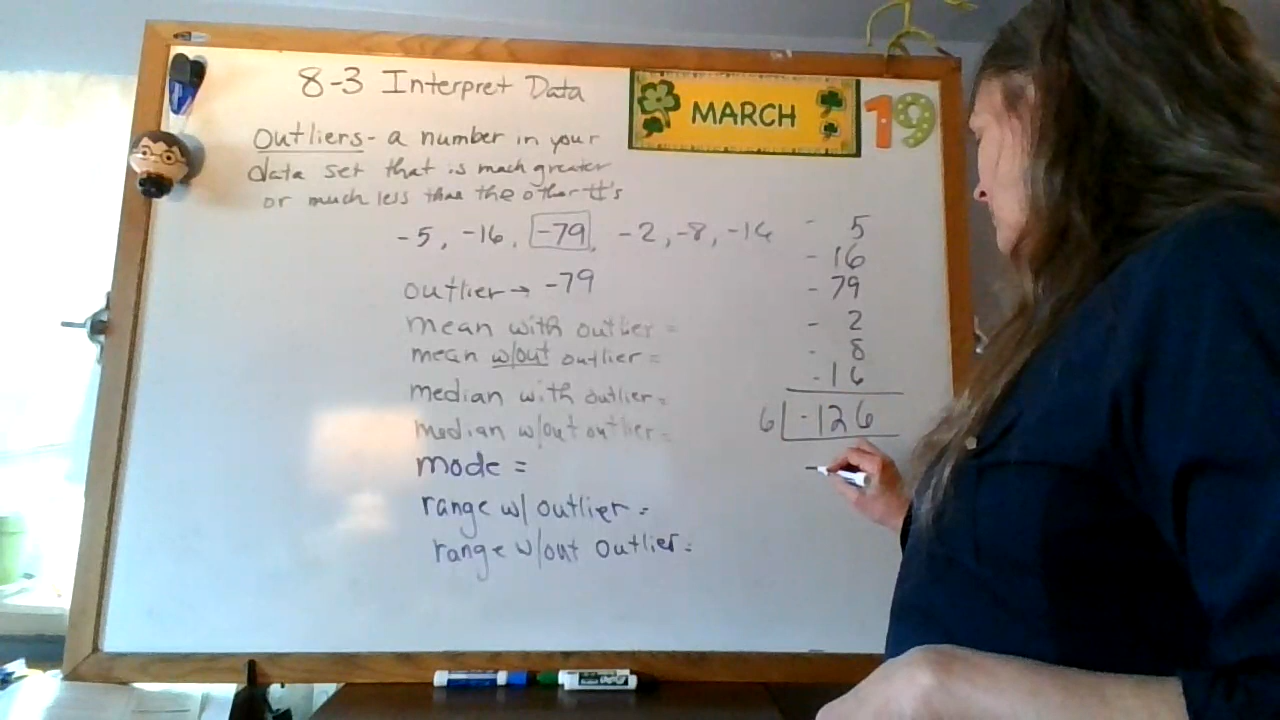 8-3 Interpret Data
MARCH 19
Outliers - a number in your
data set that is much greater
or much less than the other #'s
-5, -16, -79, -2, -8, -16
outlier → -79
mean with outlier =
mean w/out outlier =
median with outlier =
median w/out outlier =
mode =
range w/ outlier =
range w/out outlier =
- 5
- 16
- 79
- 2
- 8
-16
6 -126
-